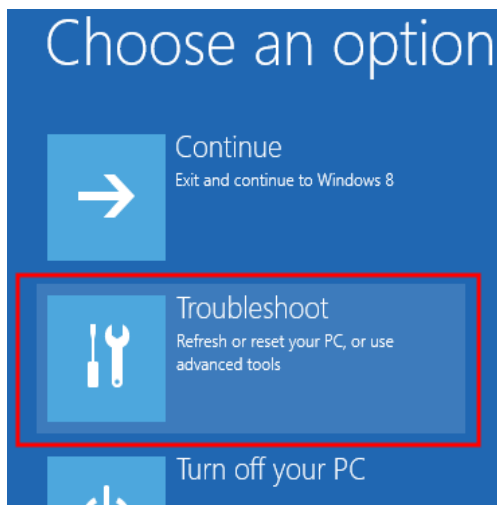 Choose an option
Continue
Exit and continue to Windows 8
Troubleshoot
Refresh or reset your PC, or use
advanced tools
Turn off your PC